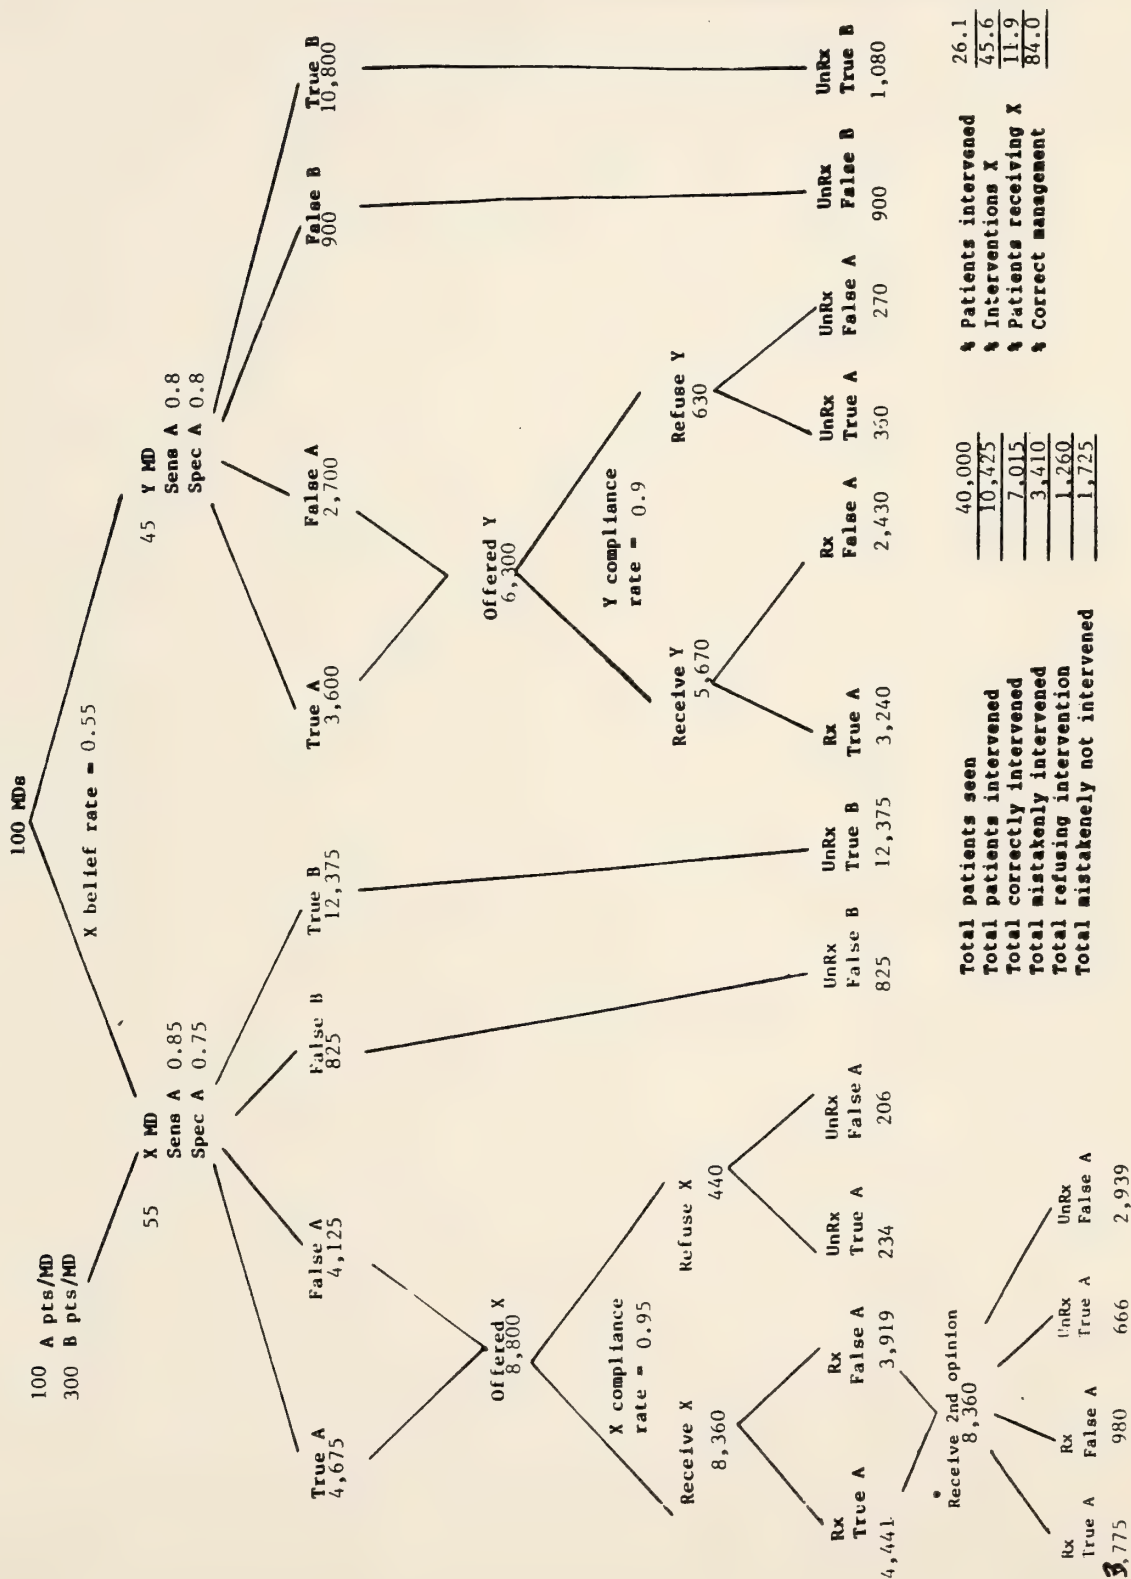 100 A pts/MD
300 B pts/MD
100 MDs
X belief rate = 0.55
55
X MD
Sens A 0.85
Spec A 0.75
45
Y MD
Sens A 0.8
Spec A 0.8
True A
4,675
False A
4,125
False B
825
True B
12,375
True A
3,600
False A
2,700
False B
900
True B
10,800
Offered X
8,800
Offered Y
6,300
X compliance
rate = 0.95
Y compliance
rate = 0.9
Receive X
8,360
Refuse X
440
Receive Y
5,670
Refuse Y
630
Rx
True A
4,441
Rx
False A
3,919
UnRx
True A
234
UnRx
False A
206
UnRx
False B
825
UnRx
True B
12,375
Rx
True A
3,240
Rx
False A
2,430
UnRx
True A
360
UnRx
False A
270
UnRx
False B
900
UnRx
True B
1,080
Receive 2nd opinion
8,360
Rx
True A
3,775
Rx
False A
980
UnRx
True A
666
UnRx
False A
2,939
Total patients seen 40,000
Total patients intervened 10,425
Total correctly intervened 7,015
Total mistakenly intervened 3,410
Total refusing intervention 1,260
Total mistakenely not intervened 1,725
% Patients intervened 26.1
% Interventions X 45.6
% Patients receiving X 11.9
% Correct management 84.0